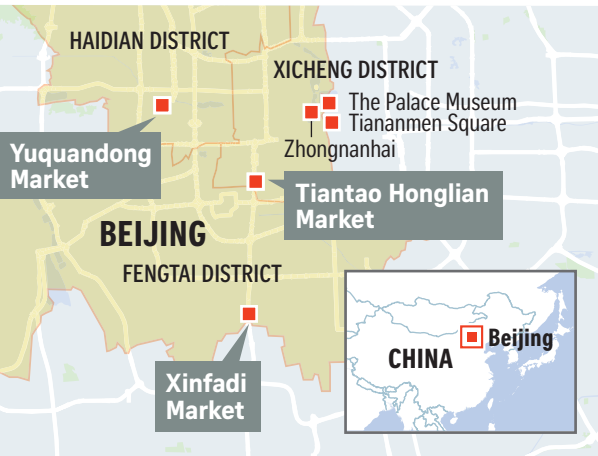 HAIDIAN DISTRICT
XICHENG DISTRICT
The Palace Museum
Tiananmen Square
Zhongnanhai
Yuquandong
Market
Tiantao Honglian
Market
BEIJING
FENGTAI DISTRICT
Xinfadi
Market
Beijing
CHINA